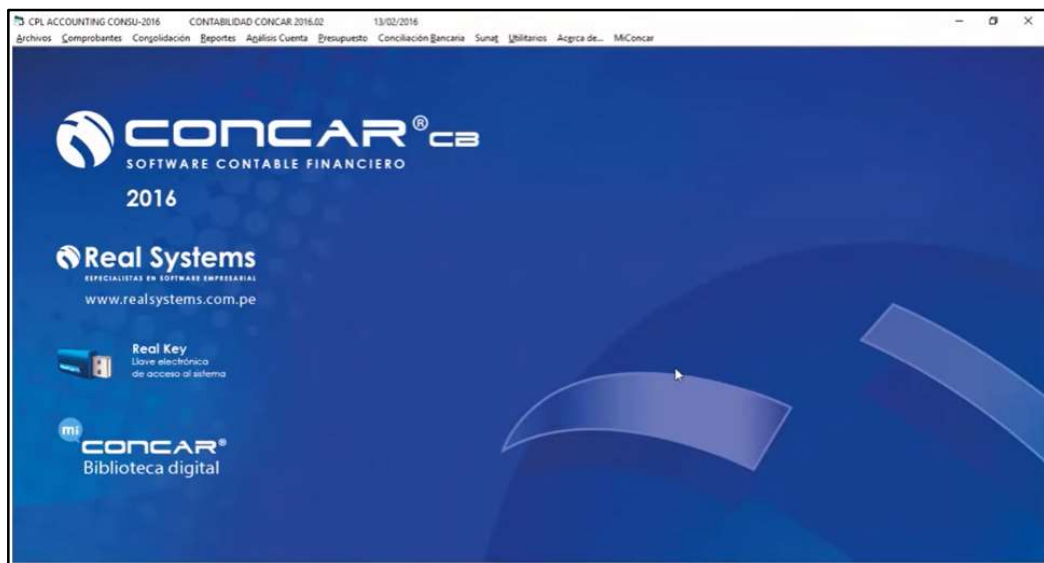 CPL ACCOUNTING CONSU-2016 CONTABILIDAD CONCAR 2016.02 13/02/2016
Archivos Comprobantes Consolidación Reportes Análisis Cuenta Presupuesto Conciliación Bancaria Sunat Utilitarios Acerca de... MiConcar
CONCAR® CB
SOFTWARE CONTABLE FINANCIERO
2016
Real Systems
ESPECIALISTAS EN SOFTWARE EMPRESARIAL
www.realsystems.com.pe
Real Key
Llave electrónica
de acceso al sistema
mi
CONCAR®
Biblioteca digital